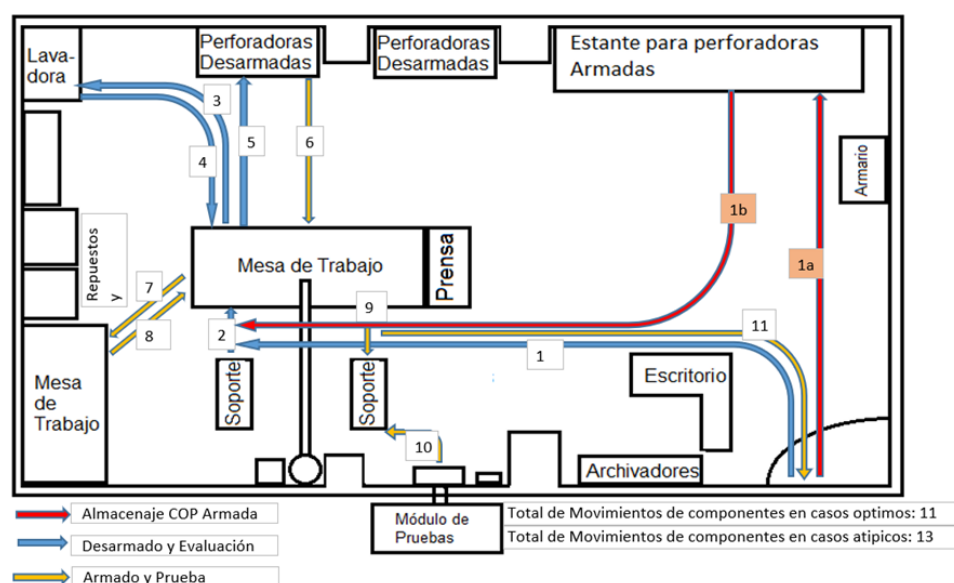 Lava-
dora
Perforadoras
Desarmadas
Perforadoras
Desarmadas
Estante para perforadoras
Armadas
3
4
5
6
Armario
1b
1a
Repuestos
y
Mesa de Trabajo
Prensa
7
8
9
2
11
1
Mesa
de
Trabajo
Soporte
Soporte
Escritorio
10
Archivadores
Almacenaje COP Armada
Desarmado y Evaluación
Armado y Prueba
Módulo de
Pruebas
Total de Movimientos de componentes en casos optimos: 11
Total de Movimientos de componentes en casos atipicos: 13